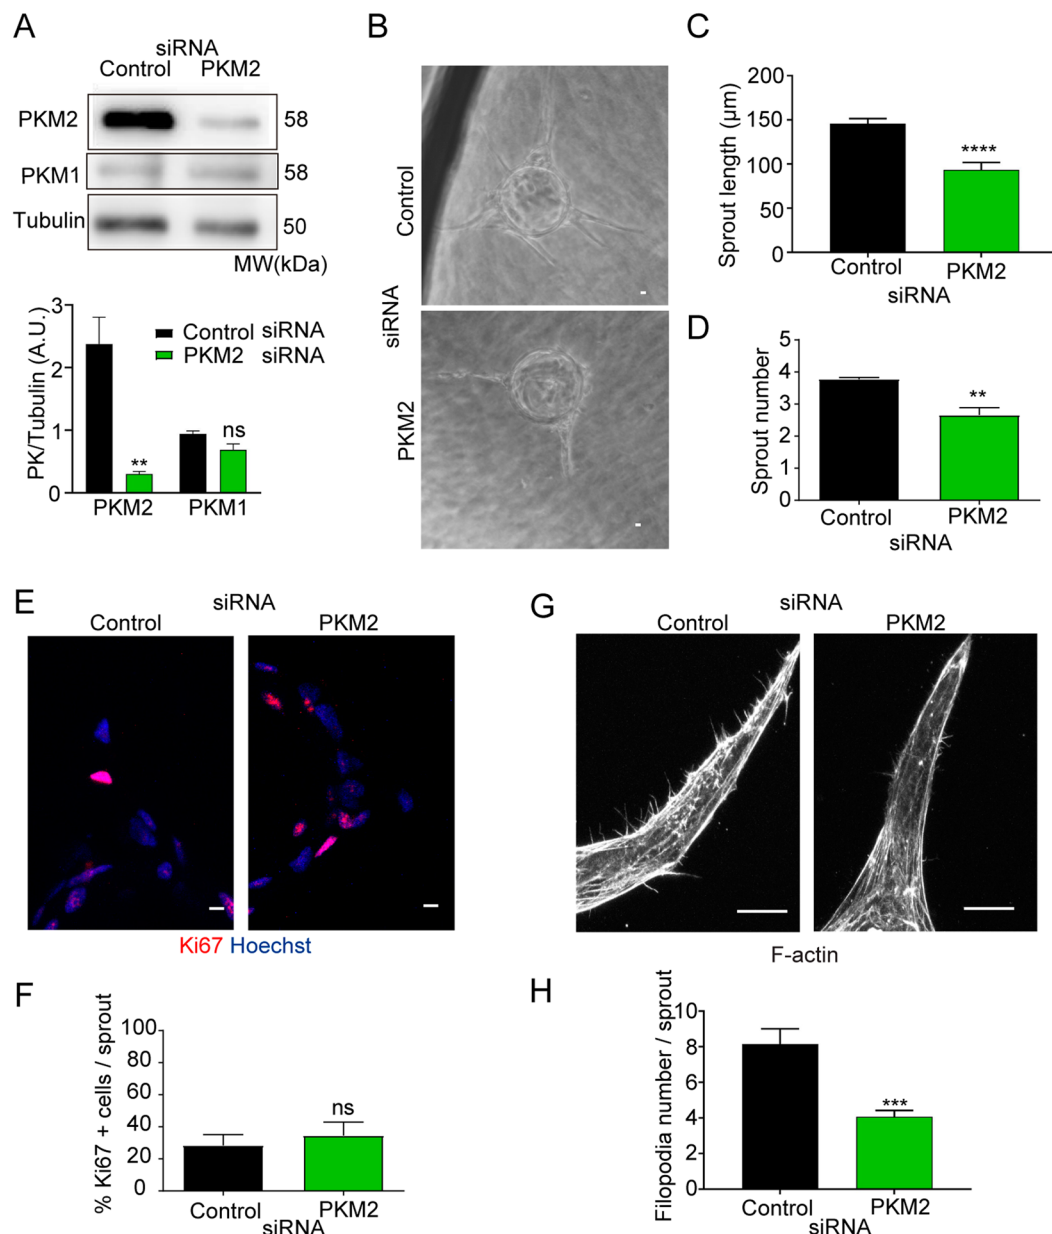 A
siRNA
Control PKM2
PKM2 58
PKM1 58
Tubulin 50
MW(kDa)
PK/Tubulin (A.U.)
3
2
1
0
Control siRNA
PKM2 siRNA
**
ns
PKM2 PKM1
B
siRNA
Control
PKM2
C
Sprout length (µm)
200
150
100
50
0
****
Control PKM2
siRNA
D
Sprout number
5
4
3
2
1
0
**
Control PKM2
siRNA
E
siRNA
Control PKM2
Ki67 Hoechst
F
% Ki67 + cells / sprout
100
80
60
40
20
0
ns
Control PKM2
siRNA
G
siRNA
Control PKM2
F-actin
H
Filopodia number / sprout
8
6
4
2
0
***
Control PKM2
siRNA